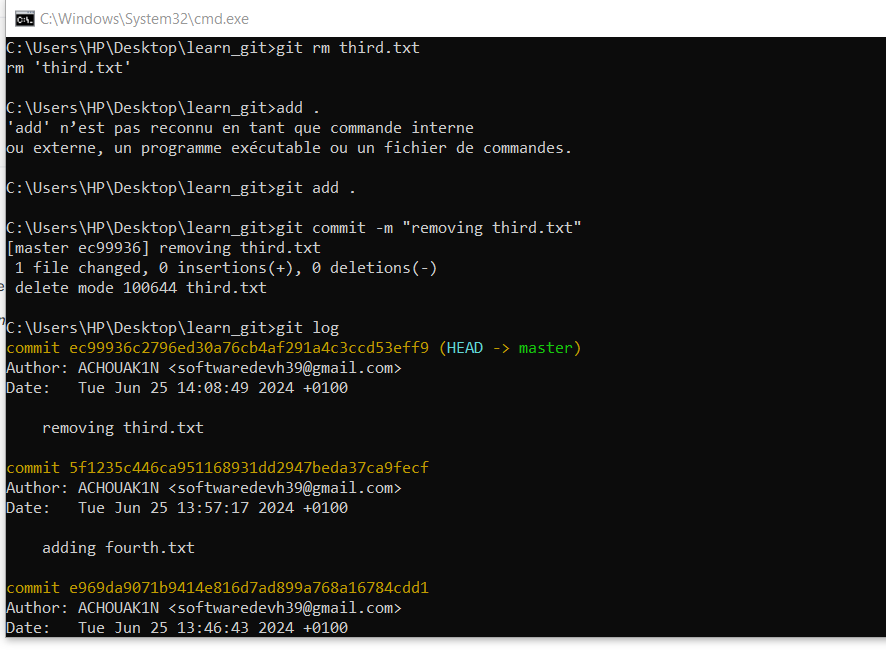 C:\Windows\System32\cmd.exe
C:\Users\HP\Desktop\learn_git>git rm third.txt
rm 'third.txt'
C:\Users\HP\Desktop\learn_git>add .
'add' n’est pas reconnu en tant que commande interne
ou externe, un programme exécutable ou un fichier de commandes.
C:\Users\HP\Desktop\learn_git>git add .
C:\Users\HP\Desktop\learn_git>git commit -m "removing third.txt"
[master ec99936] removing third.txt
 1 file changed, 0 insertions(+), 0 deletions(-)
 delete mode 100644 third.txt
C:\Users\HP\Desktop\learn_git>git log
commit ec99936c2796ed30a76cb4af291a4c3ccd53eff9 (HEAD -> master)
Author: ACHOUAK1N <softwaredevh39@gmail.com>
Date:   Tue Jun 25 14:08:49 2024 +0100
    removing third.txt
commit 5f1235c446ca951168931dd2947beda37ca9fecf
Author: ACHOUAK1N <softwaredevh39@gmail.com>
Date:   Tue Jun 25 13:57:17 2024 +0100
    adding fourth.txt
commit e969da9071b9414e816d7ad899a768a16784cdd1
Author: ACHOUAK1N <softwaredevh39@gmail.com>
Date:   Tue Jun 25 13:46:43 2024 +0100